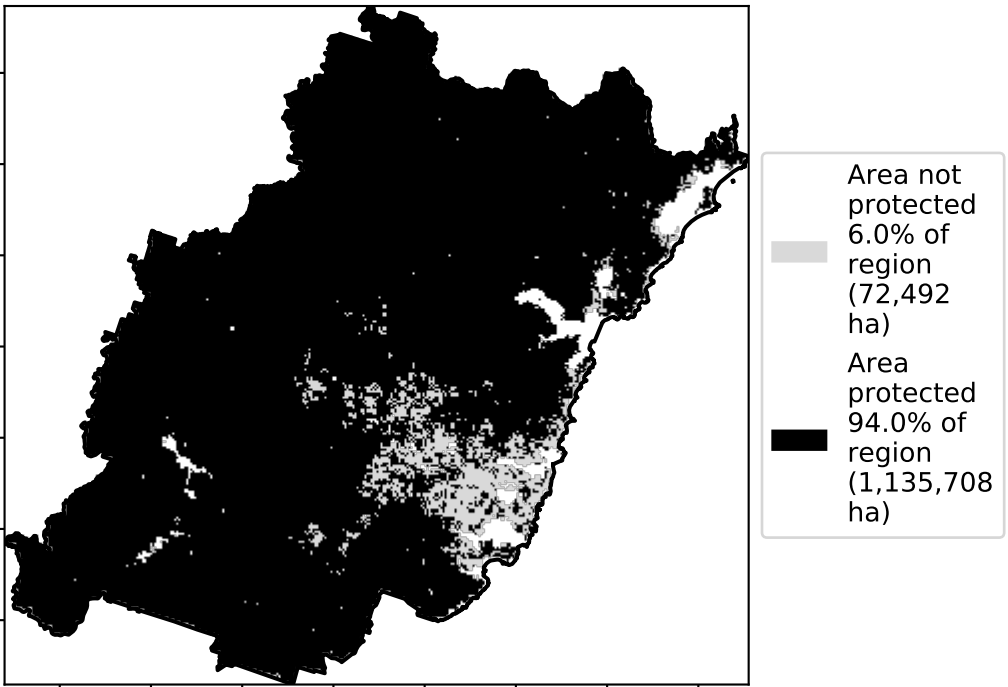 Area not
protected
6.0% of
region
(72,492
ha)
Area
protected
94.0% of
region
(1,135,708
ha)